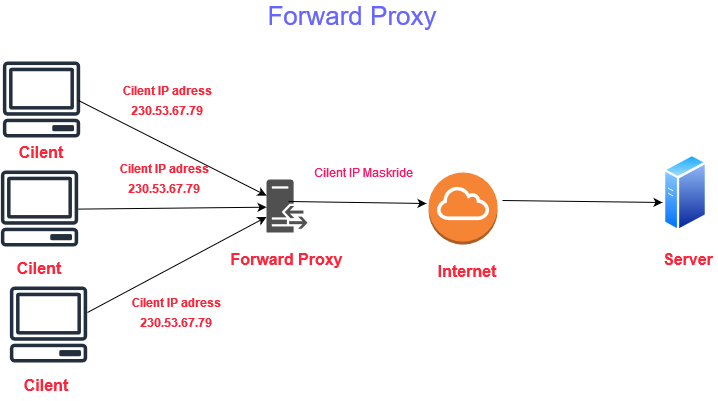 Forward Proxy
Cilent IP adress
230.53.67.79
Cilent
Cilent IP adress
230.53.67.79
Cilent IP Maskride
Cilent
Forward Proxy
Internet
Server
Cilent IP adress
230.53.67.79
Cilent